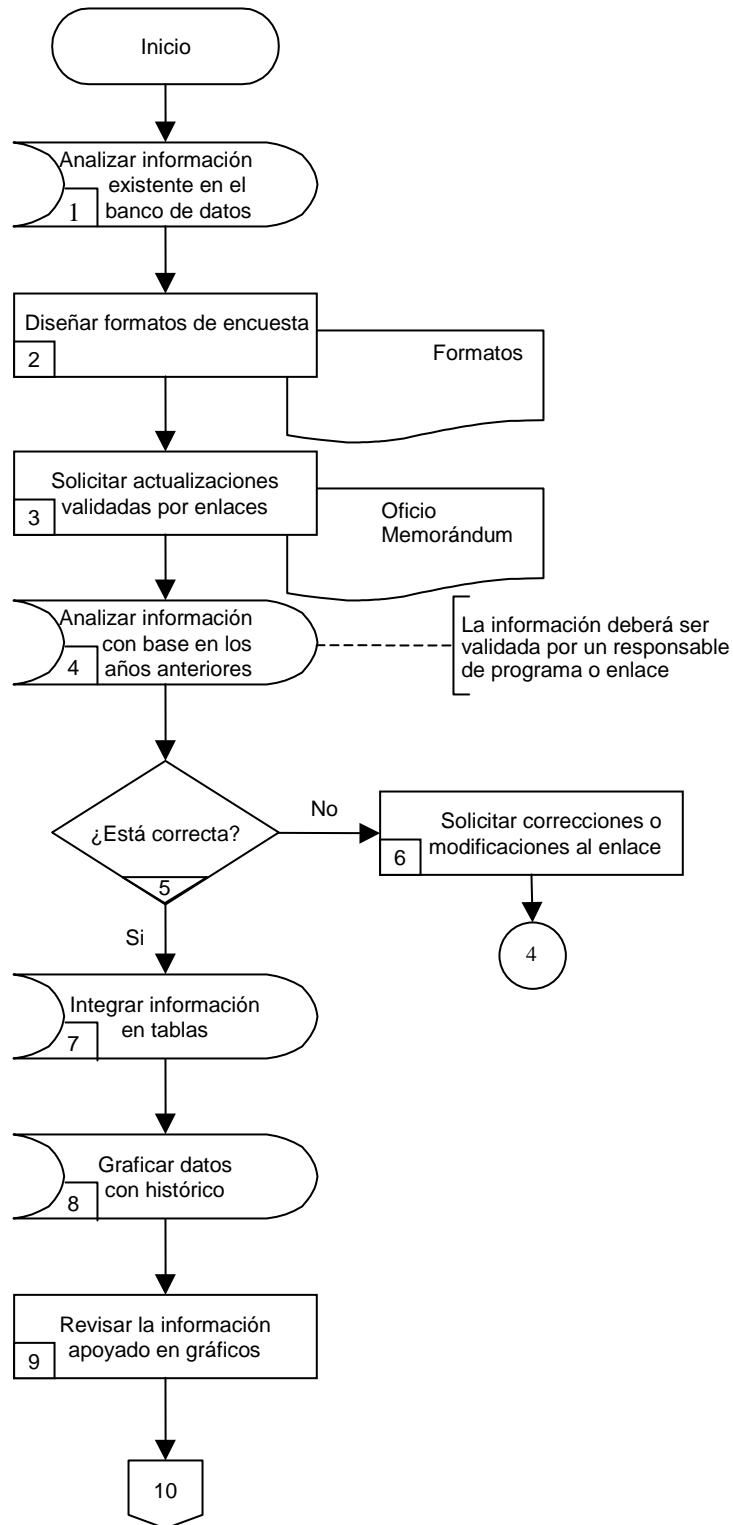 Inicio
Analizar información
existente en el
banco de datos
1
Diseñar formatos de encuesta
2
Formatos
Solicitar actualizaciones
validadas por enlaces
3
Oficio
Memorándum
Analizar información
con base en los
años anteriores
4
La información deberá ser
validada por un responsable
de programa o enlace
¿Está correcta?
5
No
Solicitar correcciones o
modificaciones al enlace
6
4
Si
Integrar información
en tablas
7
Graficar datos
con histórico
8
Revisar la información
apoyado en gráficos
9
10